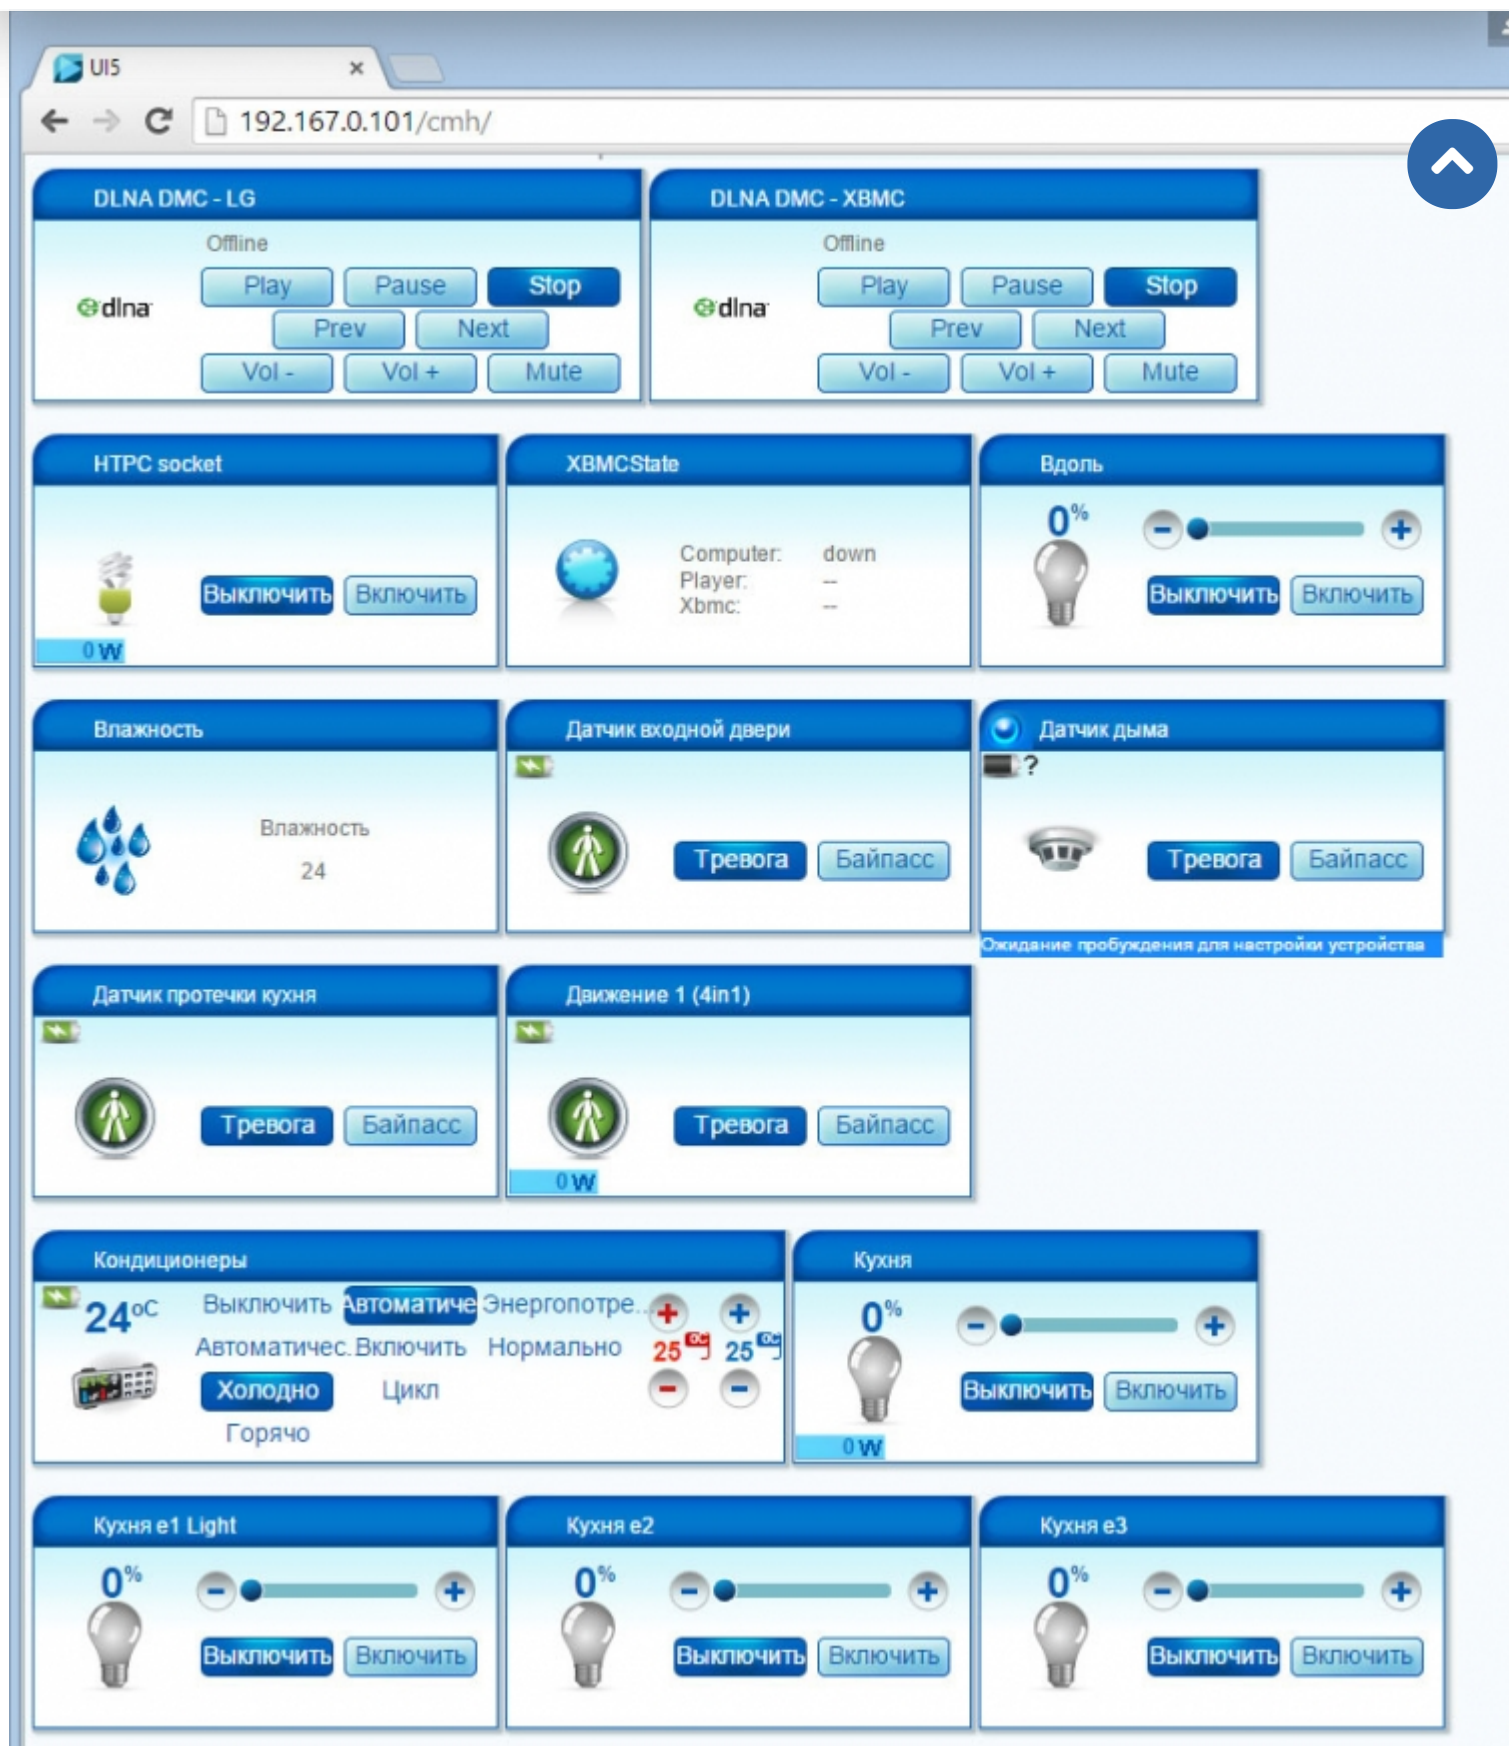 UI5
192.167.0.101/cmh/
DLNA DMC - LG
DLNA DMC - XBMC
Offline
Offline
Play Pause Stop
Play Pause Stop
dlna
dlna
Prev Next
Prev Next
Vol - Vol + Mute
Vol - Vol + Mute
HTPC socket
XBMCState
Вдоль
0%
Computer: down
Player: --
Xbmc: --
Выключить Включить
Выключить Включить
0 W
Влажность
Датчик входной двери
Датчик дыма
?
Влажность
24
Тревога Байпасс
Тревога Байпасс
Ожидание пробуждения для настройки устройства
Датчик протечки кухня
Движение 1 (4in1)
Тревога Байпасс
Тревога Байпасс
0 W
Кондиционеры
Кухня
24oC
Выключить Автоматиче Энергопотре...
Автоматичес. Включить Нормально
25 oC 25 oC
Холодно Цикл
Горячо
0%
Выключить Включить
0 W
Кухня e1 Light
Кухня e2
Кухня e3
0%
0%
0%
Выключить Включить
Выключить Включить
Выключить Включить